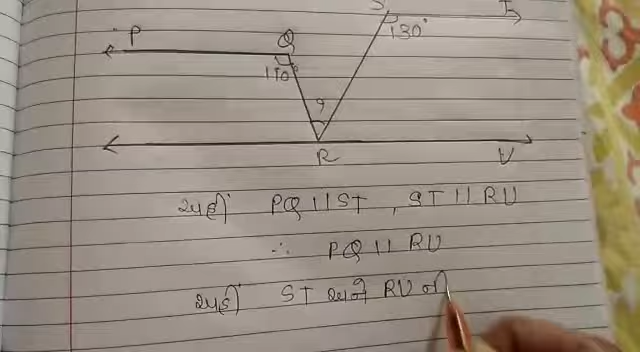 S T
P Q 130°
110° ?
R U
અહીં PQ || ST , ST || RU
∴ PQ || RU
અહીં ST અને RU ની